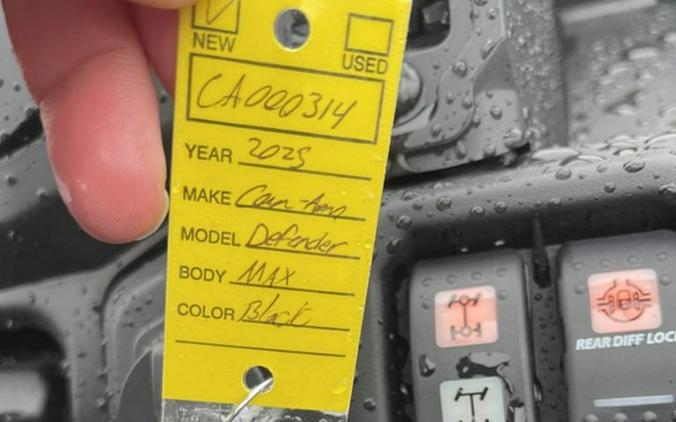 NEW
USED
CA000314
YEAR 2025
MAKE Can-Am
MODEL Defender
BODY MAX
COLOR Black
REAR DIFF LOCK